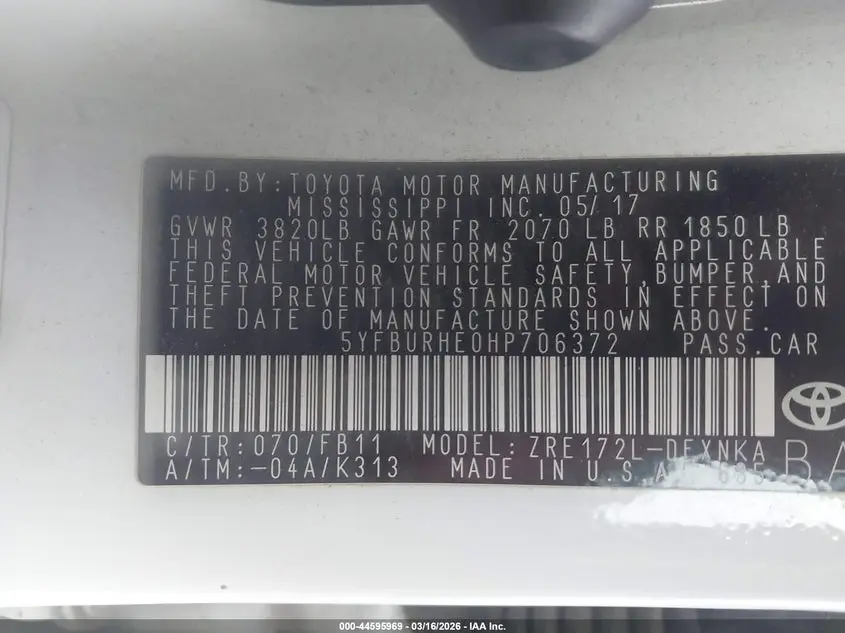 MFD.BY:TOYOTA MOTOR MANUFACTURING
MISSISSIPPI INC. 05/17
GVWR 3820LB GAWR FR 2070 LB RR 1850 LB
THIS VEHICLE CONFORMS TO ALL APPLICABLE
FEDERAL MOTOR VEHICLE SAFETY,BUMPER,AND
THEFT PREVENTION STANDARDS IN EFFECT ON
THE DATE OF MANUFACTURE SHOWN ABOVE.
5YFBURHE0HP706372 PASS.CAR
C/TR:070/FB11 MODEL: ZRE172L-DEXNKA
A/TM:-04A/K313 MADE IN U.S.A
BA
000-44595969 | 03/16/2026 – IAA Inc.